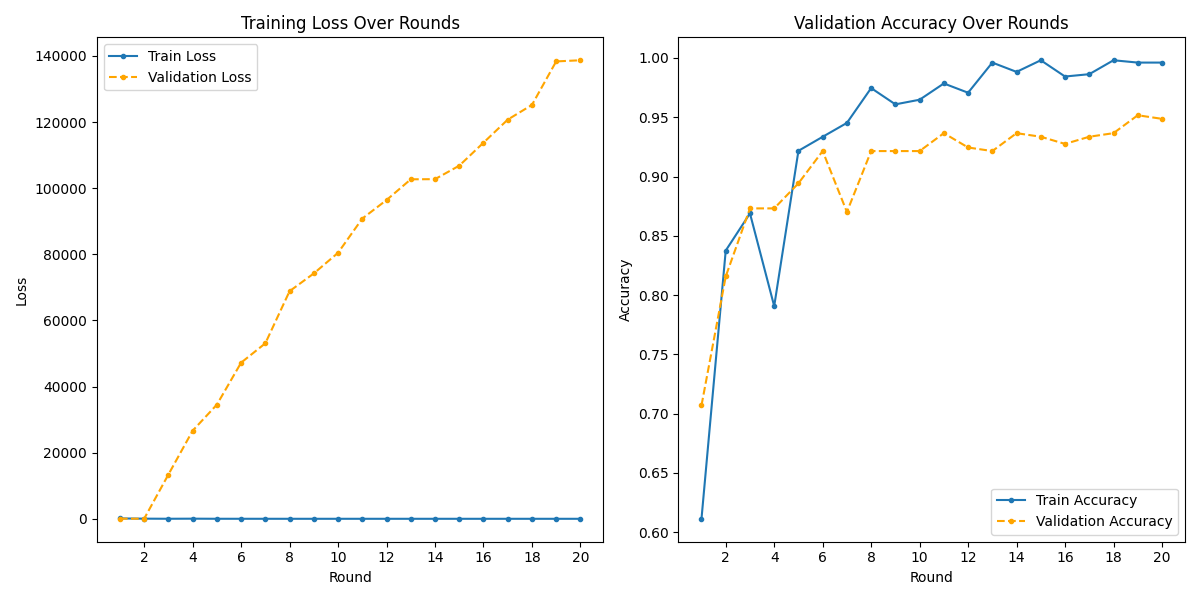 Training Loss Over Rounds
Train Loss
Validation Loss
140000
120000
100000
80000
60000
40000
20000
0
Loss
2 4 6 8 10 12 14 16 18 20
Round
Validation Accuracy Over Rounds
1.00
0.95
0.90
0.85
0.80
0.75
0.70
0.65
0.60
Accuracy
Train Accuracy
Validation Accuracy
2 4 6 8 10 12 14 16 18 20
Round